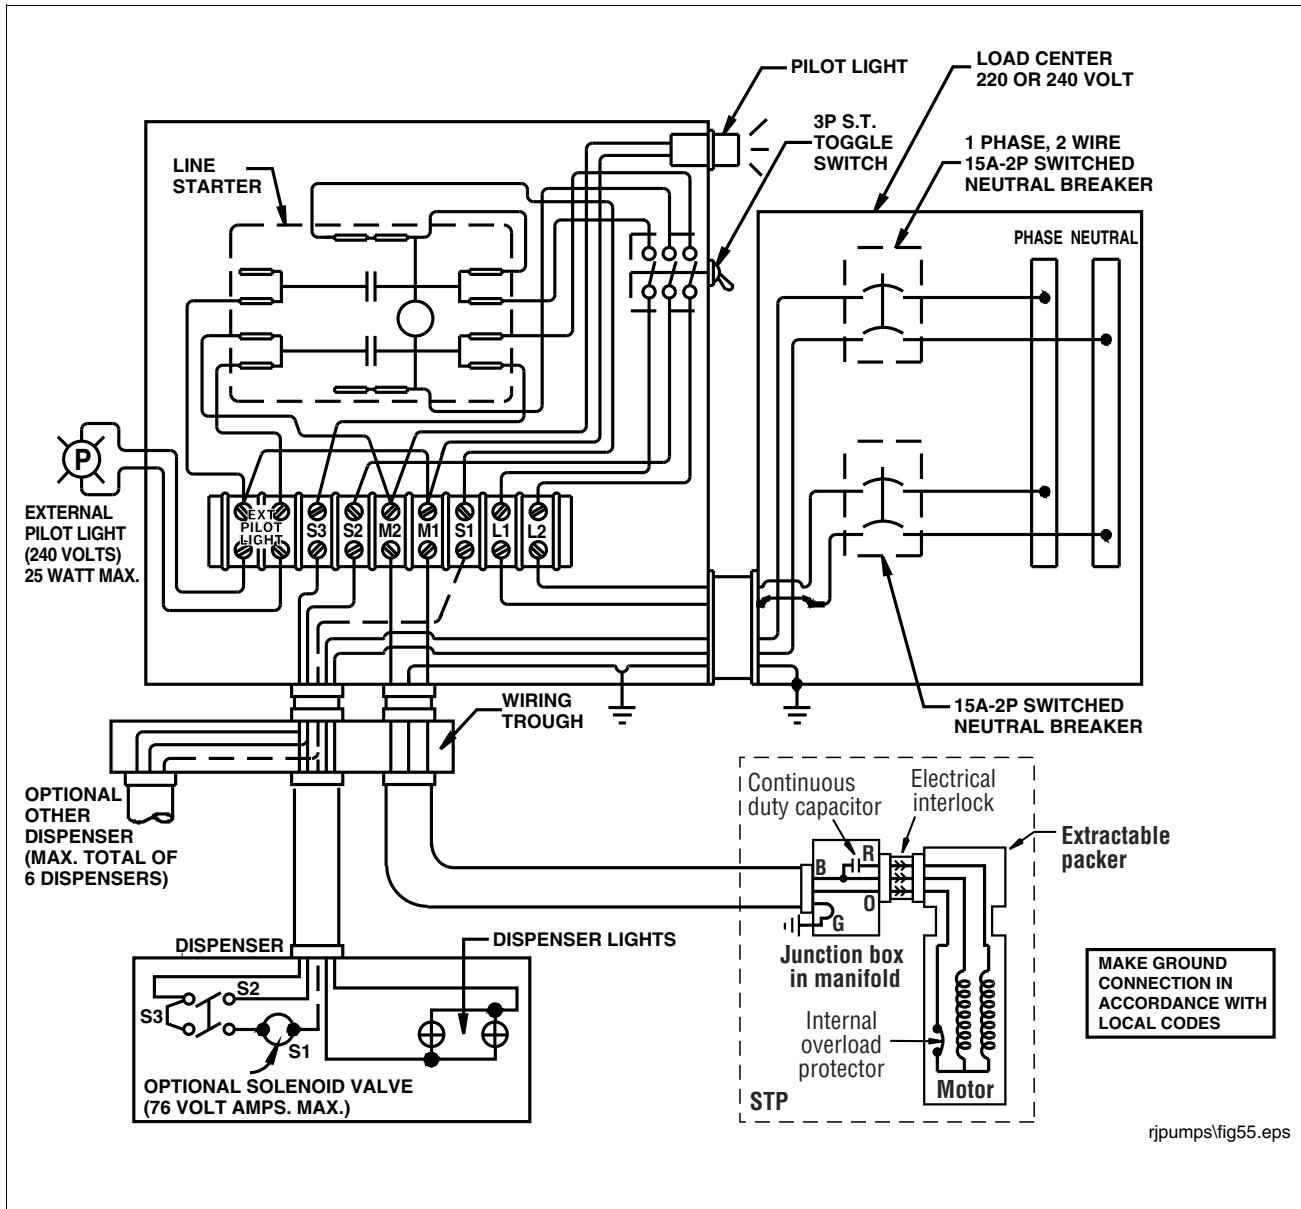 PILOT LIGHT
LOAD CENTER
220 OR 240 VOLT
3P S.T.
TOGGLE
SWITCH
1 PHASE, 2 WIRE
15A-2P SWITCHED
NEUTRAL BREAKER
LINE
STARTER
PHASE NEUTRAL
P
EXTERNAL
PILOT LIGHT
(240 VOLTS)
25 WATT MAX.
EXT
PILOT
LIGHT
S3
S2
M2
M1
S1
L1
L2
WIRING
TROUGH
15A-2P SWITCHED
NEUTRAL BREAKER
OPTIONAL
OTHER
DISPENSER
(MAX. TOTAL OF
6 DISPENSERS)
Continuous
duty capacitor
Electrical
interlock
Extractable
packer
B
R
O
G
Junction box
in manifold
DISPENSER
DISPENSER LIGHTS
S2
S3
S1
OPTIONAL SOLENOID VALVE
(76 VOLT AMPS. MAX.)
Internal
overload
protector
Motor
STP
MAKE GROUND
CONNECTION IN
ACCORDANCE WITH
LOCAL CODES
rjpumps\fig55.eps